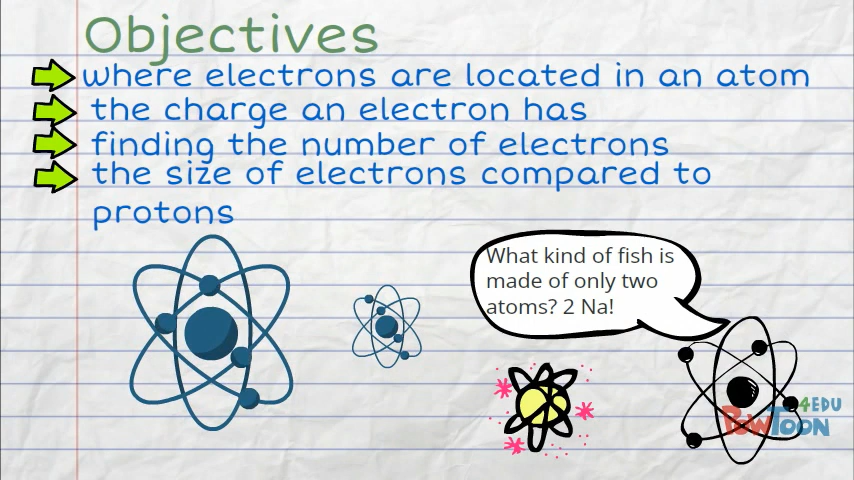 Objectives
where electrons are located in an atom
the charge an electron has
finding the number of electrons
the size of electrons compared to
protons
What kind of fish is
made of only two
atoms? 2 Na!
4EDU
PowToon